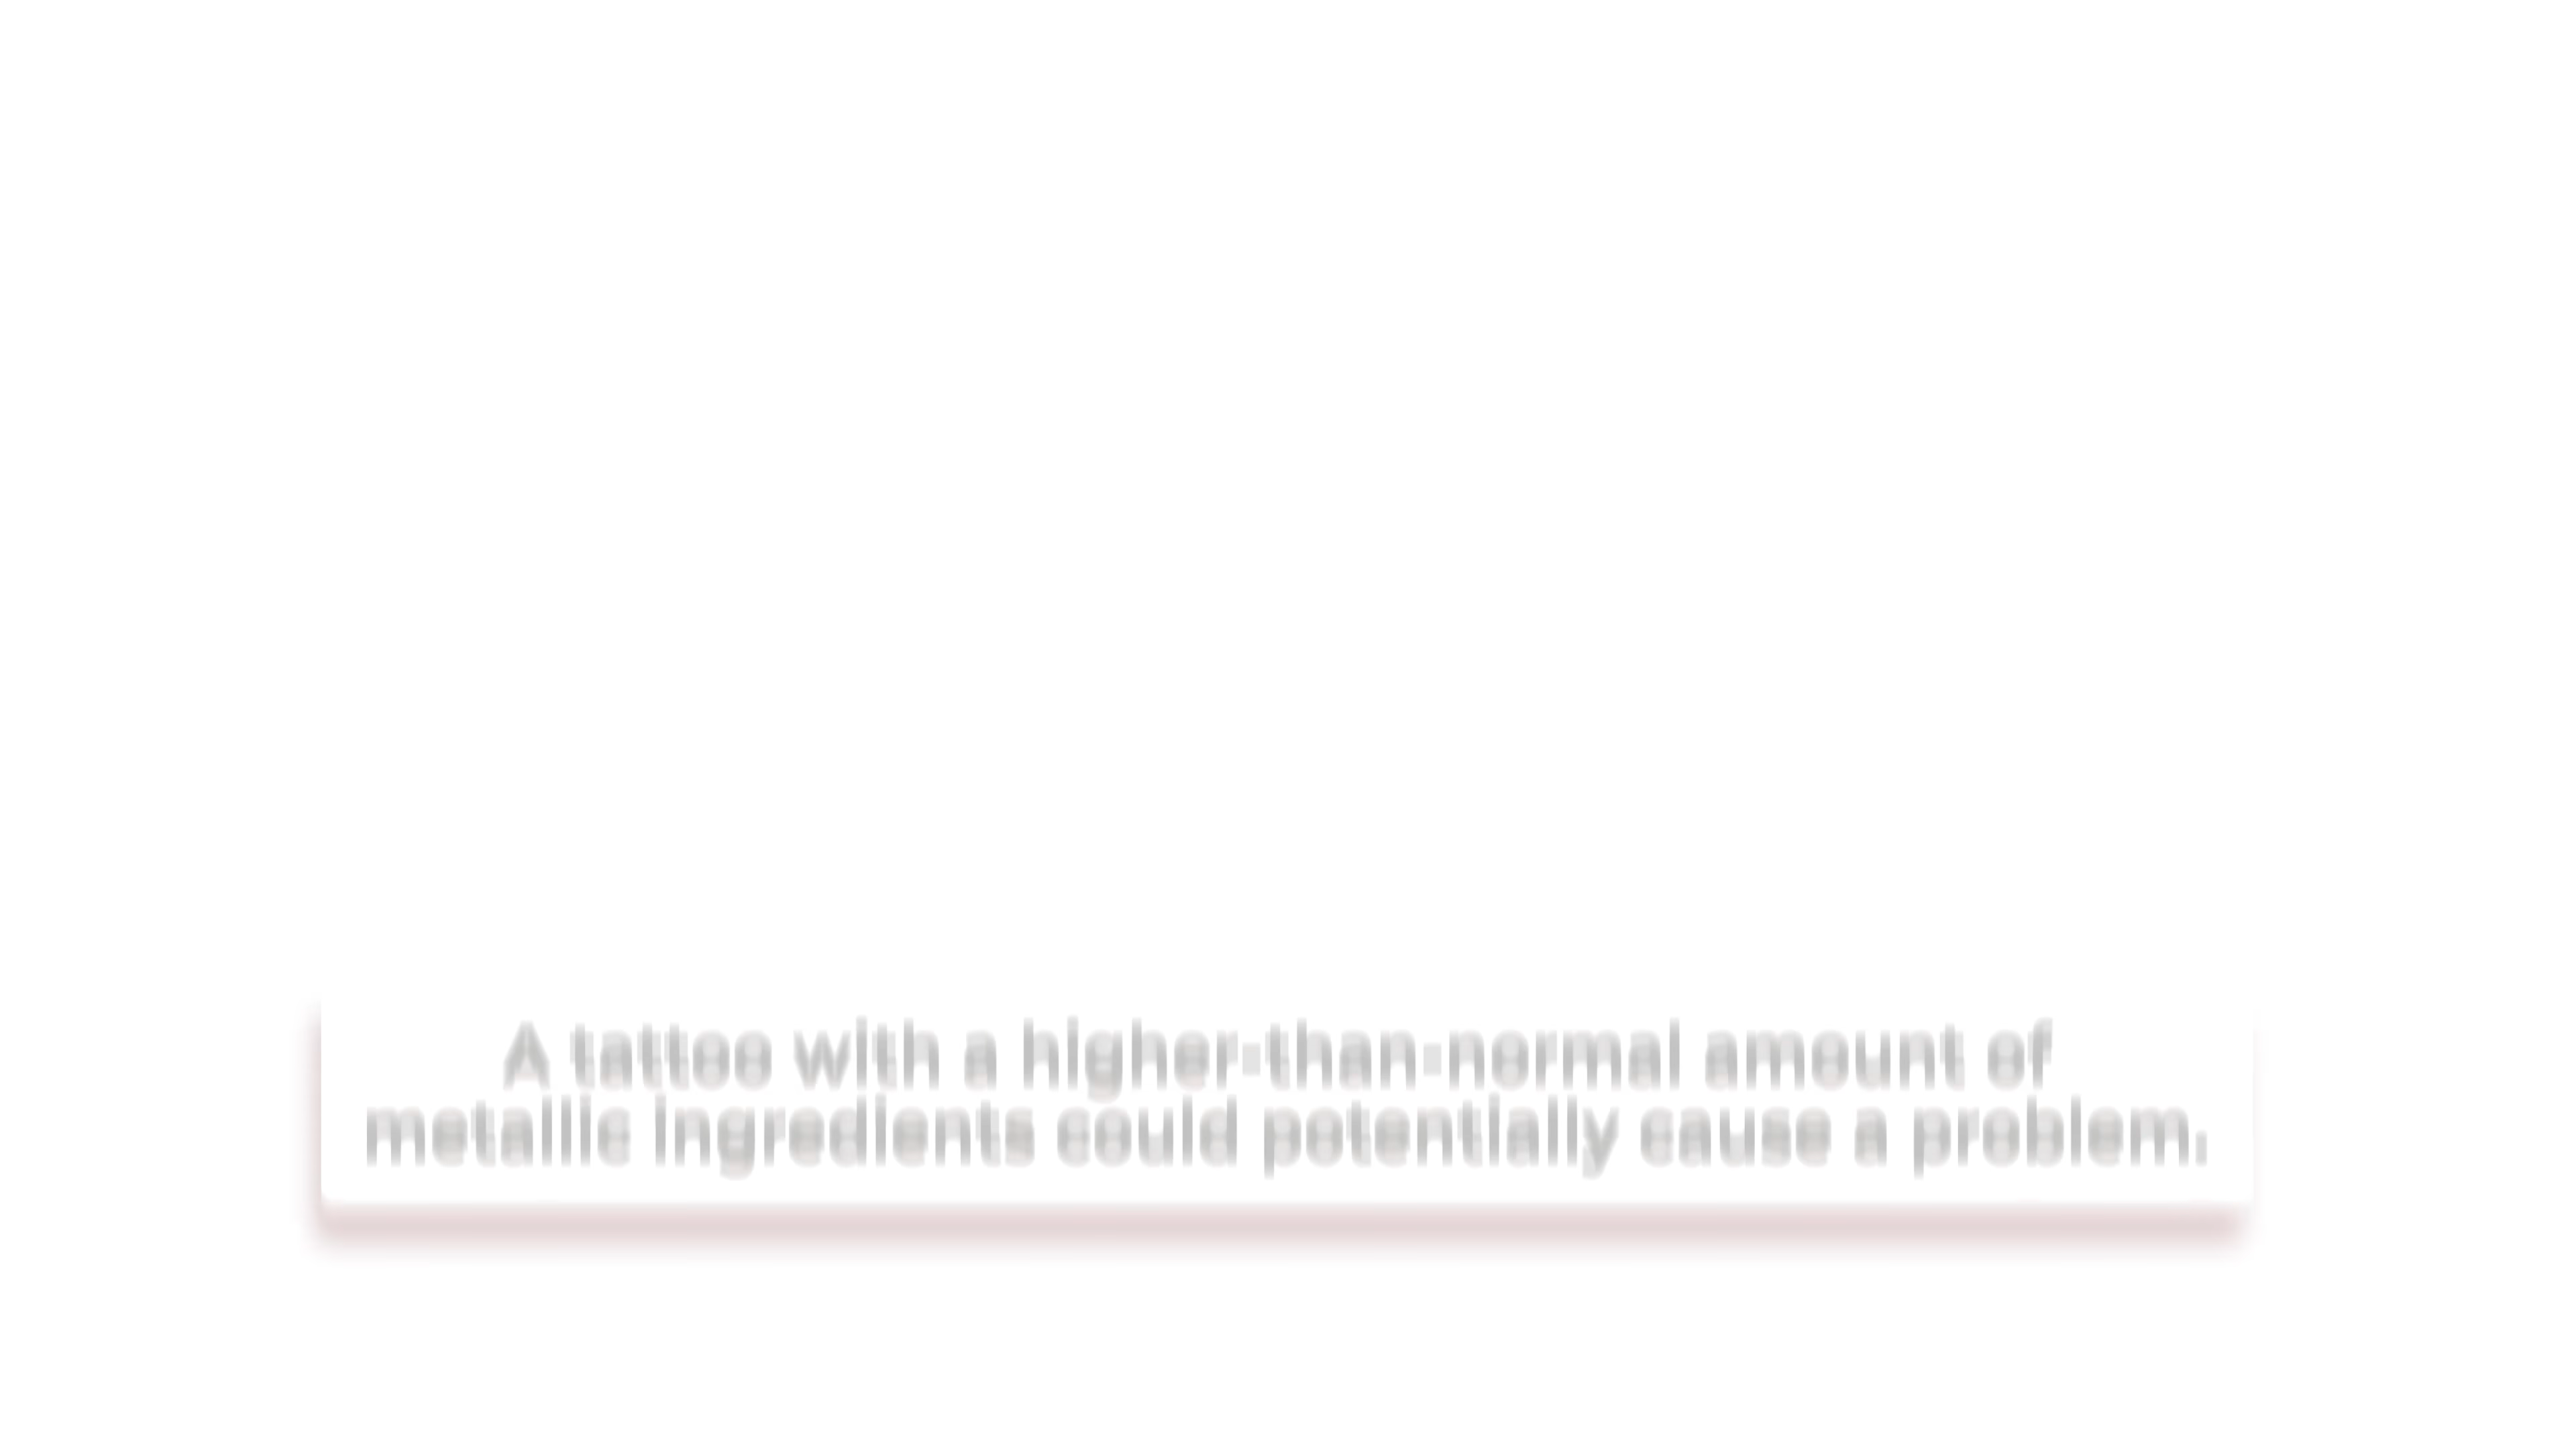 A tattoo with a higher-than-normal amount of
metallic ingredients could potentially cause a problem.